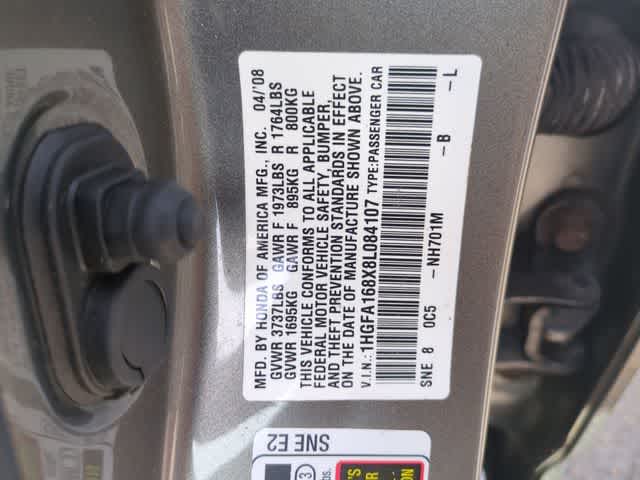 MFD. BY HONDA OF AMERICA MFG., INC. 04/'08
GVWR 3737LBS GAWR F 1973LBS R 1764LBS
GVWR 1695KG GAWR F 895KG R 800KG
THIS VEHICLE CONFORMS TO ALL APPLICABLE
FEDERAL MOTOR VEHICLE SAFETY, BUMPER,
AND THEFT PREVENTION STANDARDS IN EFFECT
ON THE DATE OF MANUFACTURE SHOWN ABOVE.
V.I.N.:1HGFA168X8L084107 TYPE:PASSENGER CAR
SNE 8 0C5 -NH701M -B -L
SNE E2
3